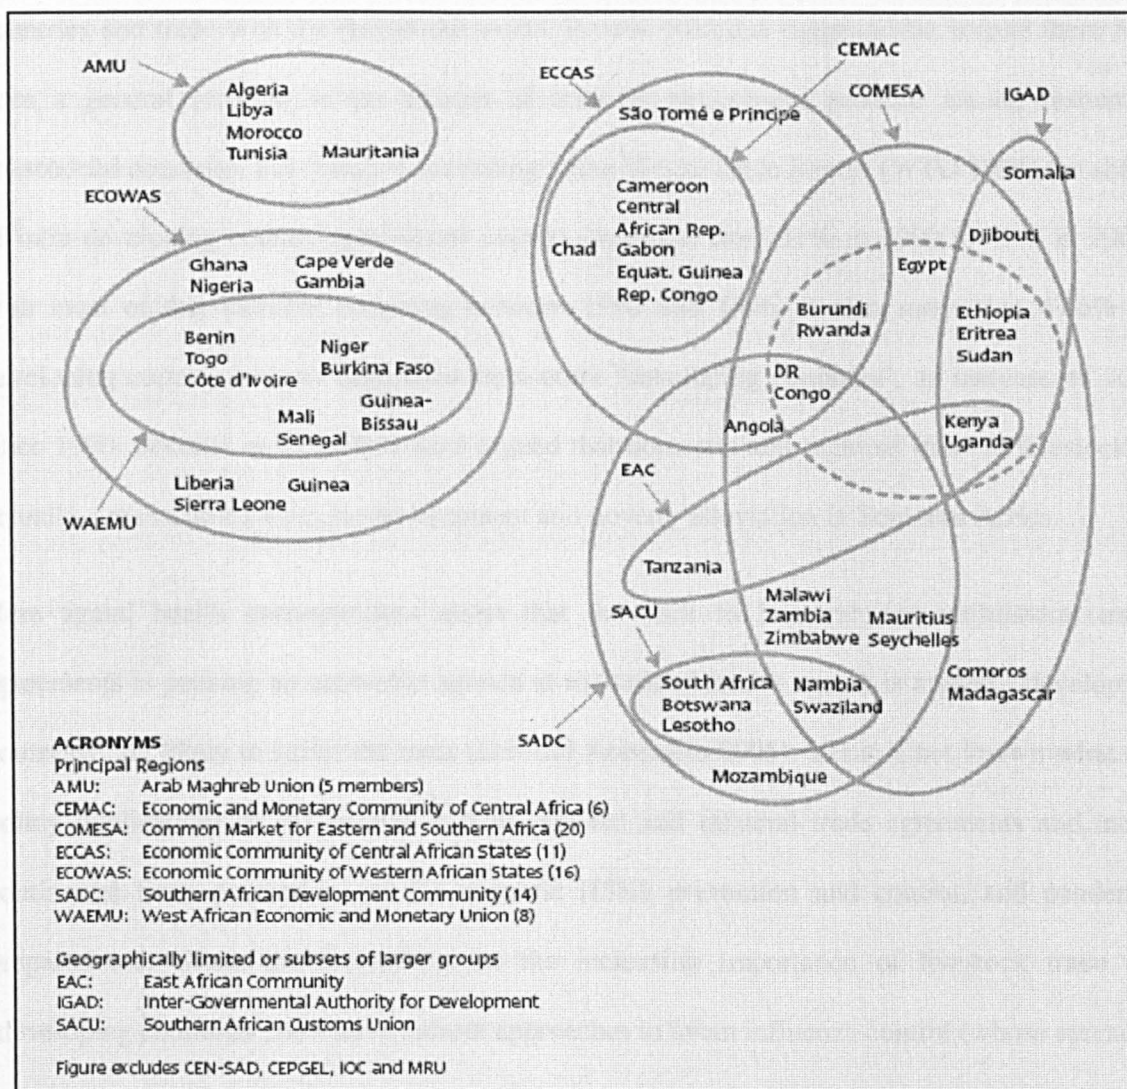 AMU
Algeria
Libya
Morocco
Tunisia
Mauritania
ECOWAS
Ghana
Nigeria
Cape Verde
Gambia
Benin
Togo
Côte d'Ivoire
Niger
Burkina Faso
Mali
Senegal
Guinea-
Bissau
Liberia
Sierra Leone
Guinea
WAEMU
ECCAS
CEMAC
COMESA
IGAD
São Tomé e Principe
Chad
Cameroon
Central
African Rep.
Gabon
Equat. Guinea
Rep. Congo
Somalia
Djibouti
Egypt
Burundi
Rwanda
Ethiopia
Eritrea
Sudan
DR
Congo
Angola
Kenya
Uganda
EAC
Tanzania
SACU
Malawi
Zambia
Zimbabwe
Mauritius
Seychelles
Comoros
Madagascar
South Africa
Botswana
Lesotho
Nambia
Swaziland
SADC
Mozambique
ACRONYMS
Principal Regions
AMU: Arab Maghreb Union (5 members)
CEMAC: Economic and Monetary Community of Central Africa (6)
COMESA: Common Market for Eastern and Southern Africa (20)
ECCAS: Economic Community of Central African States (11)
ECOWAS: Economic Community of Western African States (16)
SADC: Southern African Development Community (14)
WAEMU: West African Economic and Monetary Union (8)
Geographically limited or subsets of larger groups
EAC: East African Community
IGAD: Inter-Governmental Authority for Development
SACU: Southern African Customs Union
Figure excludes CEN-SAD, CEPGEL, IOC and MRU